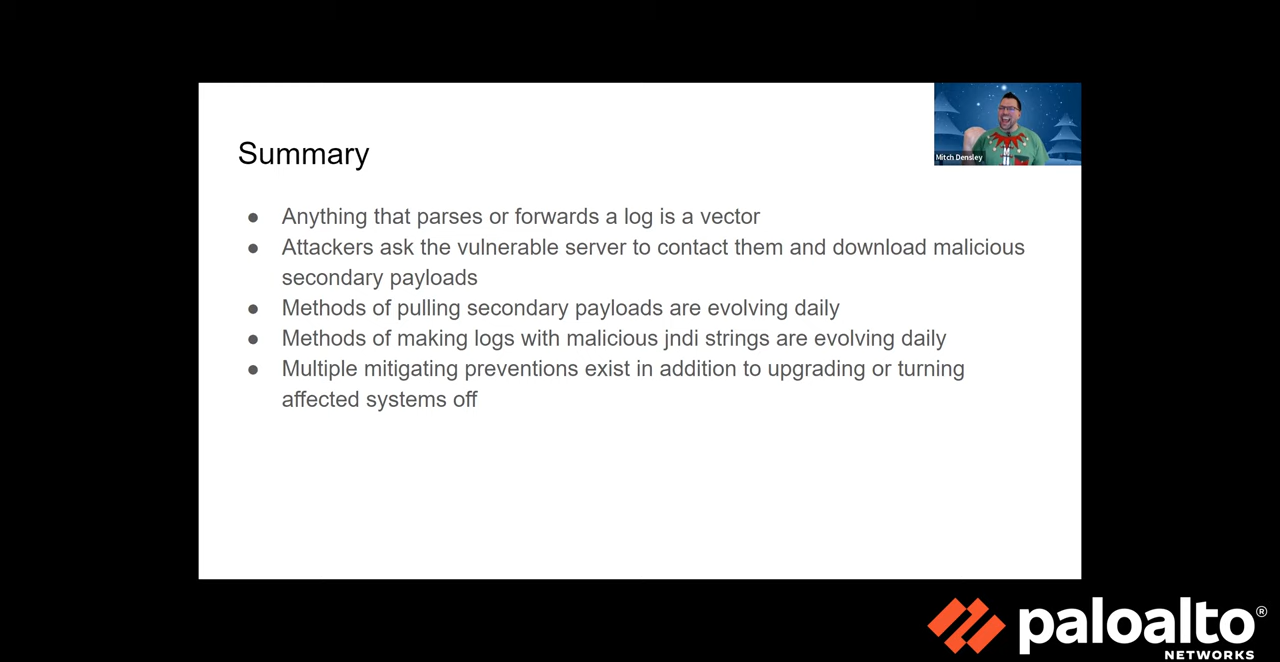 Mitch Densley
Summary
● Anything that parses or forwards a log is a vector
● Attackers ask the vulnerable server to contact them and download malicious
secondary payloads
● Methods of pulling secondary payloads are evolving daily
● Methods of making logs with malicious jndi strings are evolving daily
● Multiple mitigating preventions exist in addition to upgrading or turning
affected systems off
paloalto®
NETWORKS